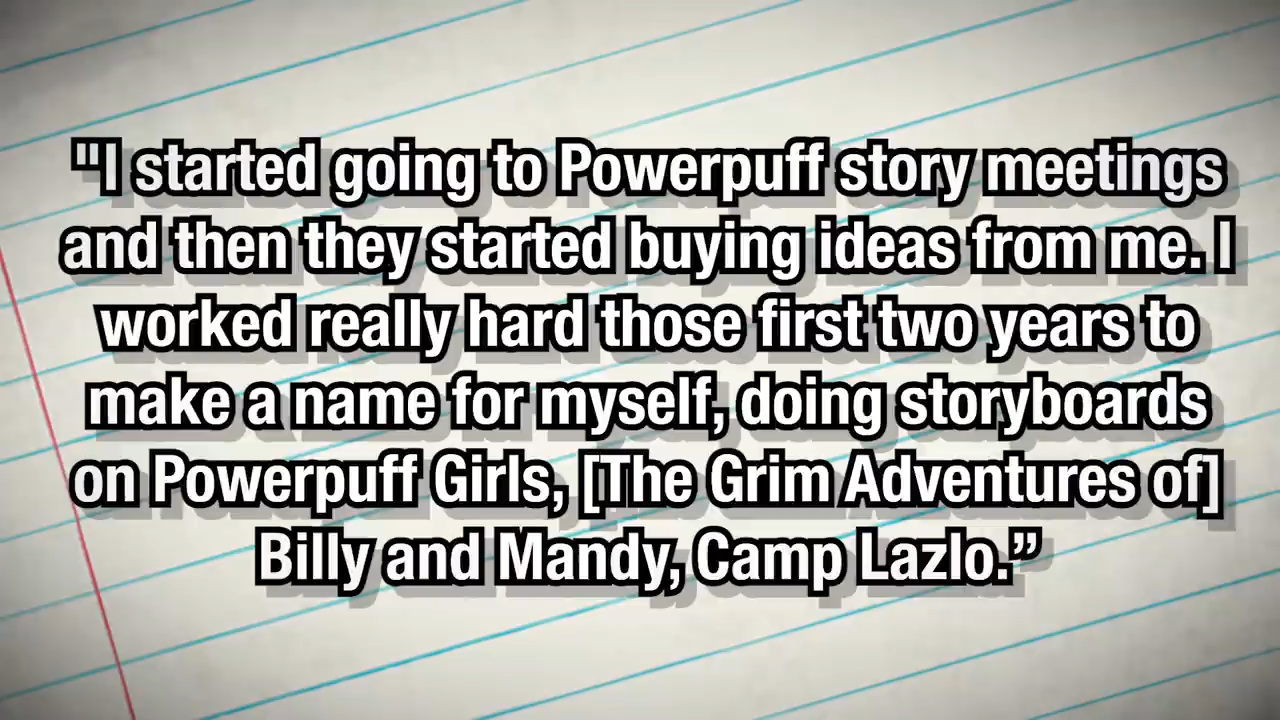 "I started going to Powerpuff story meetings
and then they started buying ideas from me. I
worked really hard those first two years to
make a name for myself, doing storyboards
on Powerpuff Girls, [The Grim Adventures of]
Billy and Mandy, Camp Lazlo.”